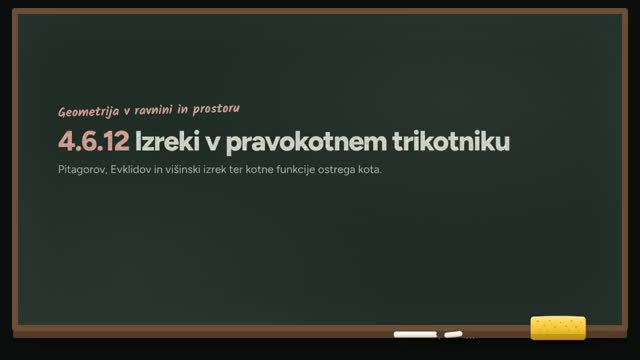 Geometrija v ravnini in prostoru
4.6.12 Izreki v pravokotnem trikotniku
Pitagorov, Evklidov in višinski izrek ter kotne funkcije ostrega kota.